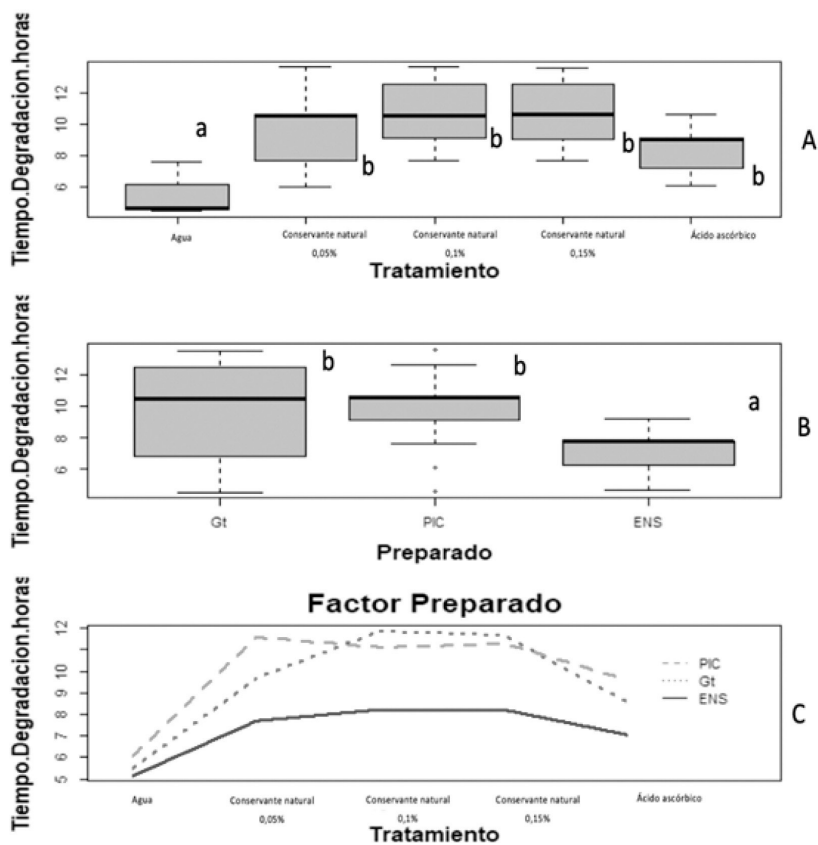 Tiempo.Degradacion.horas
12
10
8
6
a
b
b
b
b
A
Agua
Conservante natural
0,05%
Conservante natural
0,1%
Conservante natural
0,15%
Ácido ascórbico
Tratamiento
Tiempo.Degradacion.horas
12
10
8
6
b
b
a
B
Gt
PIC
ENS
Preparado
Factor Preparado
Tiempo.Degradacion.horas
12
10
9
8
7
6
5
PIC
Gt
ENS
C
Agua
Conservante natural
0,05%
Conservante natural
0,1%
Conservante natural
0,15%
Ácido ascórbico
Tratamiento